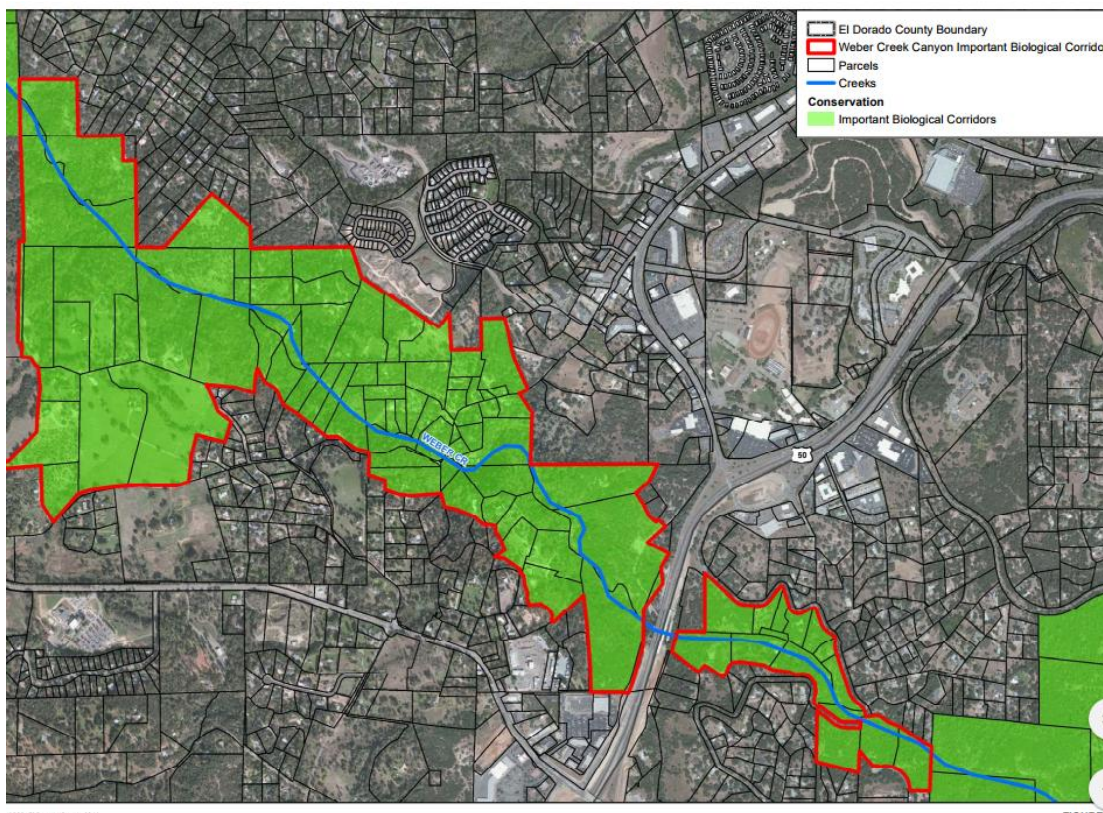 El Dorado County Boundary
Weber Creek Canyon Important Biological Corrido
Parcels
Creeks
Conservation
Important Biological Corridors
WEBER CR
50